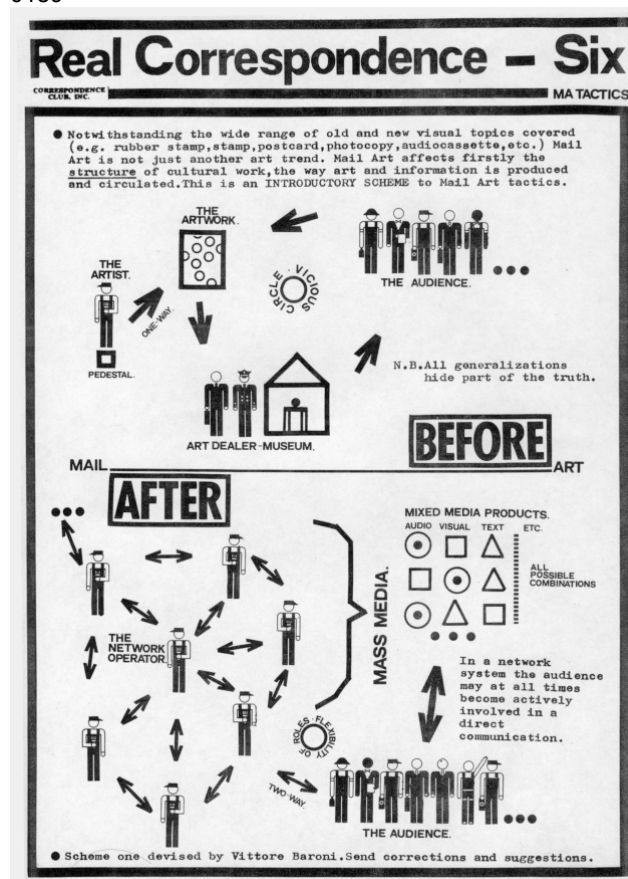 Real Correspondence – Six
CORRESPONDENCE
CLUB, INC.
MA TACTICS
● Notwithstanding the wide range of old and new visual topics covered
(e.g. rubber stamp,stamp,postcard,photocopy,audiocassette,etc.) Mail
Art is not just another art trend. Mail Art affects firstly the
structure of cultural work,the way art and information is produced
and circulated.This is an INTRODUCTORY SCHEME to Mail Art tactics.
THE
ARTWORK.
THE
ARTIST.
ONE-WAY.
PEDESTAL.
VICIOUS CIRCLE
THE AUDIENCE.
N.B.All generalizations
hide part of the truth.
ART DEALER-MUSEUM.
BEFORE
MAIL
ART
AFTER
THE
NETWORK
OPERATOR.
MASS MEDIA.
MIXED MEDIA PRODUCTS.
AUDIO VISUAL TEXT ETC.
ALL
POSSIBLE
COMBINATIONS
In a network
system the audience
may at all times
become actively
involved in a
direct
communication.
FLEXIBILITY OF ROLES
TWO-WAY.
THE AUDIENCE.
● Scheme one devised by Vittore Baroni.Send corrections and suggestions.